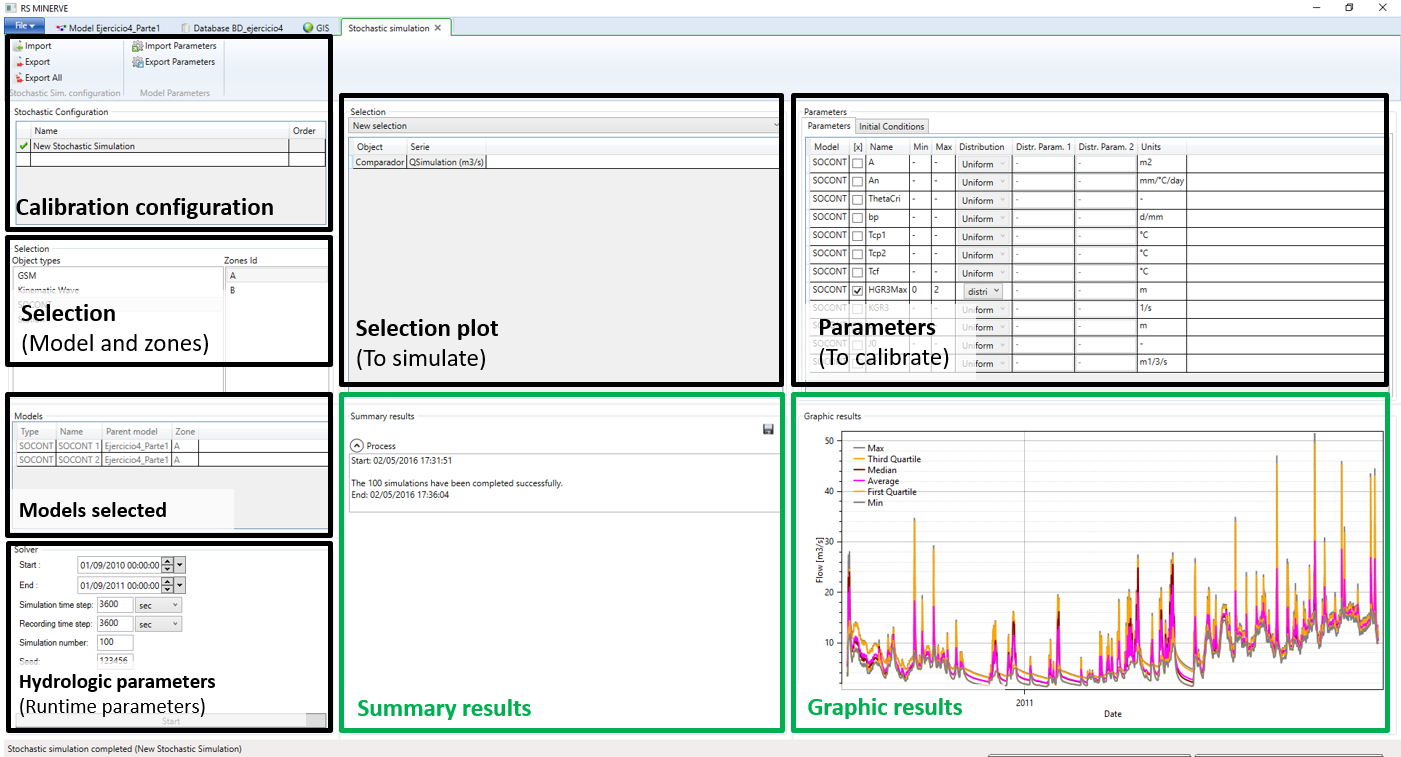 RS MINERVE
File
Model Ejercicio4_Parte1
Database BD_ejercicio4
GIS
Stochastic simulation
Import
Export
Export All
Stochastic Sim. configuration
Import Parameters
Export Parameters
Model Parameters
Stochastic Configuration
Name Order
New Stochastic Simulation
Calibration configuration
Selection
Object types Zones Id
GSM A
Kinematic Wave B
SOCONT
Selection
(Model and zones)
Models
Type Name Parent model Zone
SOCONT SOCONT 1 Ejercicio4_Parte1 A
SOCONT SOCONT 2 Ejercicio4_Parte1 A
Models selected
Solver
Start : 01/09/2010 00:00:00
End : 01/09/2011 00:00:00
Simulation time step: 3600 sec
Recording time step: 3600 sec
Simulation number: 100
Seed: 123456
Hydrologic parameters
(Runtime parameters)
Start
Selection
New selection
Object Serie
Comparador QSimulation (m3/s)
Selection plot
(To simulate)
Parameters
Parameters Initial Conditions
Model [x] Name Min Max Distribution Distr. Param. 1 Distr. Param. 2 Units
SOCONT A - - Uniform - - m2
SOCONT An - - Uniform - - mm/°C/day
SOCONT ThetaCri - - Uniform - - -
SOCONT bp - - Uniform - - d/mm
SOCONT Tcp1 - - Uniform - - °C
SOCONT Tcp2 - - Uniform - - °C
SOCONT Tcf - - Uniform - - °C
SOCONT HGR3Max 0 2 distri m
SOCONT KGR3 Uniform - - 1/s
SOCONT Uniform - - m
SOCONT J0 Uniform - - -
SOCONT Uniform - - m1/3/s
Parameters
(To calibrate)
Summary results
Process
Start: 02/05/2016 17:31:51
The 100 simulations have been completed successfully.
End: 02/05/2016 17:36:04
Summary results
Graphic results
Max
Third Quartile
Median
Average
First Quartile
Min
50
40
30
20
10
Flow [m3/s]
2011
Date
Graphic results
Stochastic simulation completed (New Stochastic Simulation)